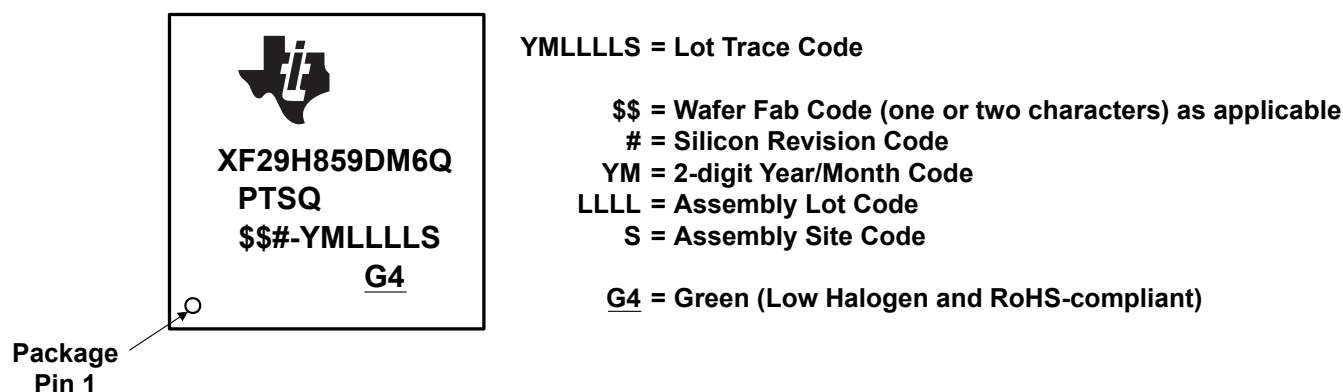 XF29H859DM6Q
PTSQ
$$#-YMLLLLS
G4
Package
Pin 1
YMLLLLS = Lot Trace Code
$$ = Wafer Fab Code (one or two characters) as applicable
# = Silicon Revision Code
YM = 2-digit Year/Month Code
LLLL = Assembly Lot Code
S = Assembly Site Code
G4 = Green (Low Halogen and RoHS-compliant)